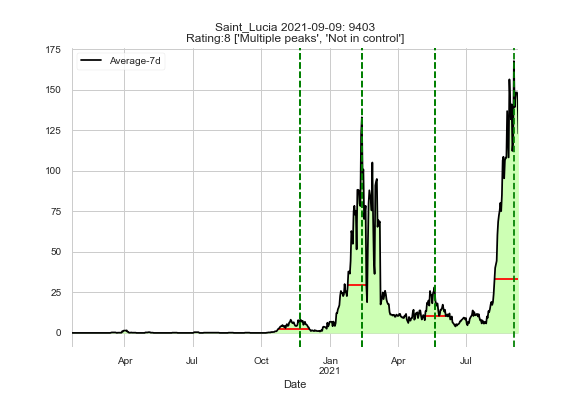 Saint_Lucia 2021-09-09: 9403
Rating:8 ['Multiple peaks', 'Not in control']
175
Average-7d
150
125
100
75
50
25
0
Apr Jul Oct Jan Apr Jul
2021
Date